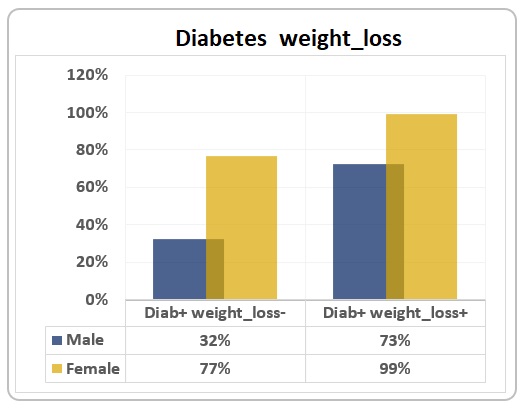 Diabetes  weight_loss
120%
100%
80%
60%
40%
20%
0%
Diab+ weight_loss- Diab+ weight_loss+
Male 32% 73%
Female 77% 99%